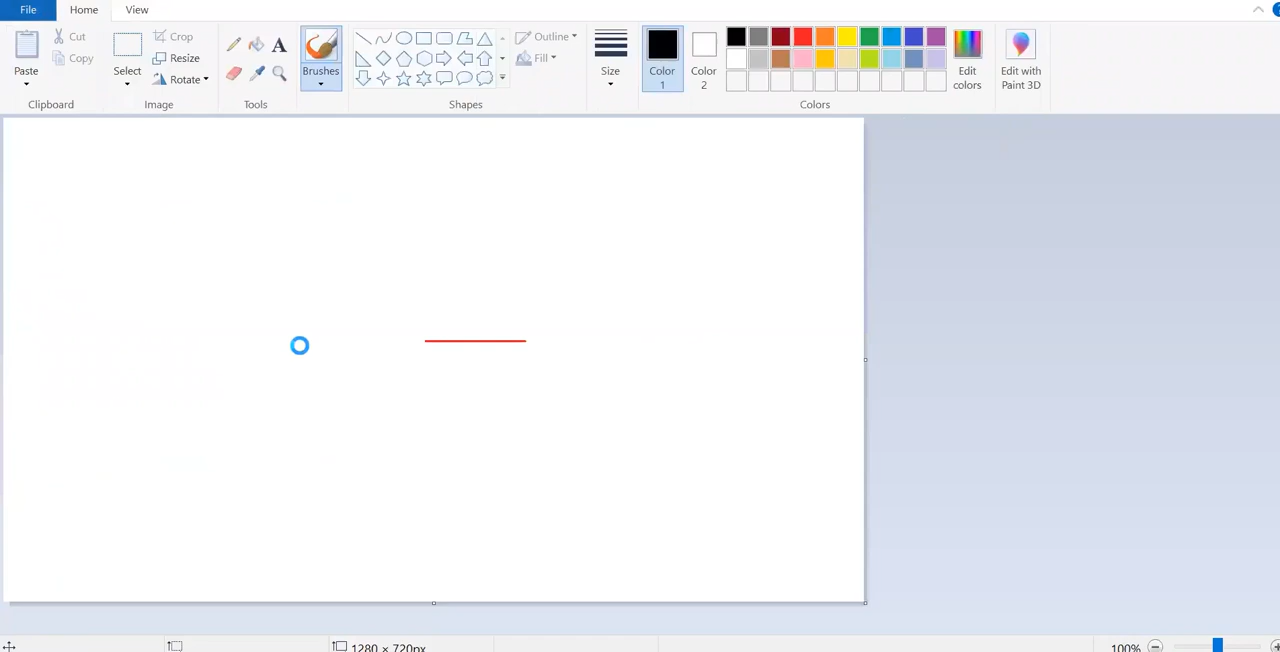 File Home View
Cut Crop Outline
Copy Resize Fill
Paste Select Rotate Brushes Size Color 1 Color 2 Edit colors Edit with Paint 3D
Clipboard Image Tools Shapes Colors
1280 × 720px 100%